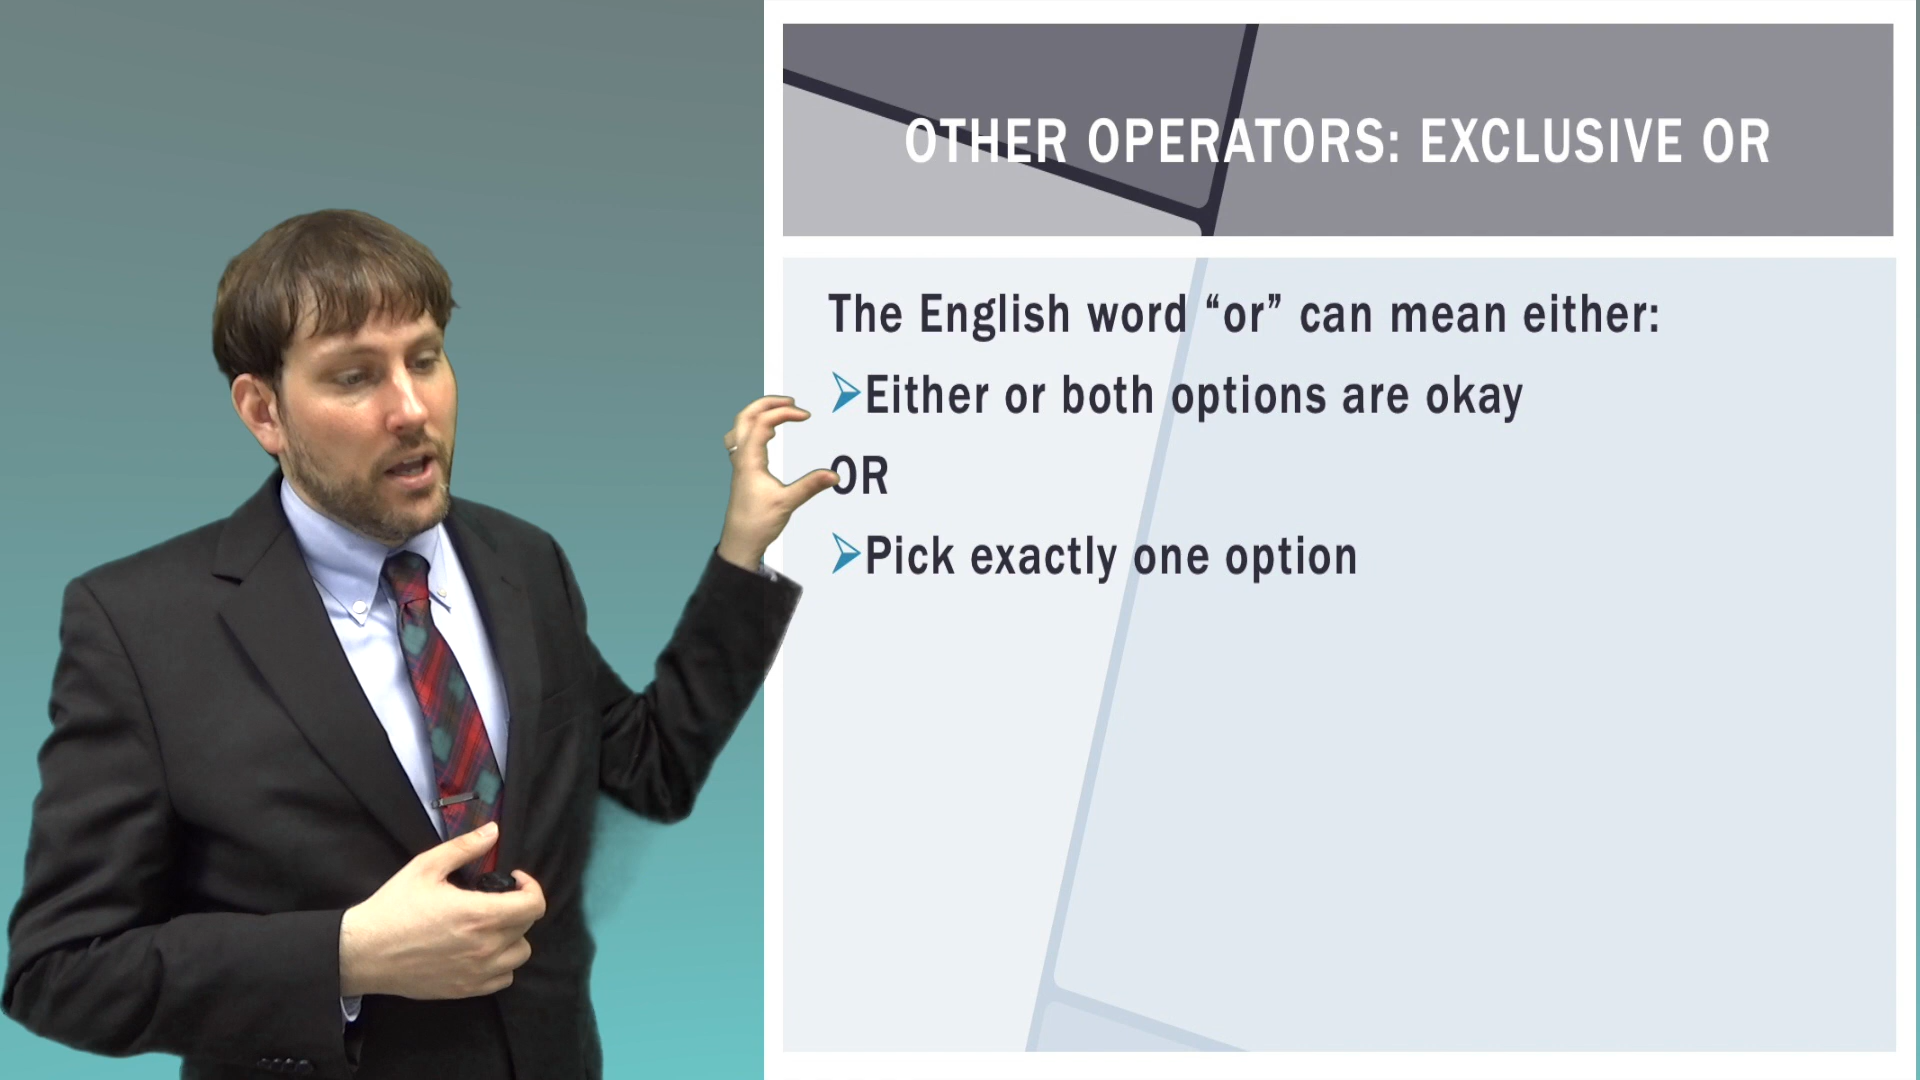 OTHER OPERATORS: EXCLUSIVE OR
The English word “or” can mean either:
Either or both options are okay
OR
Pick exactly one option